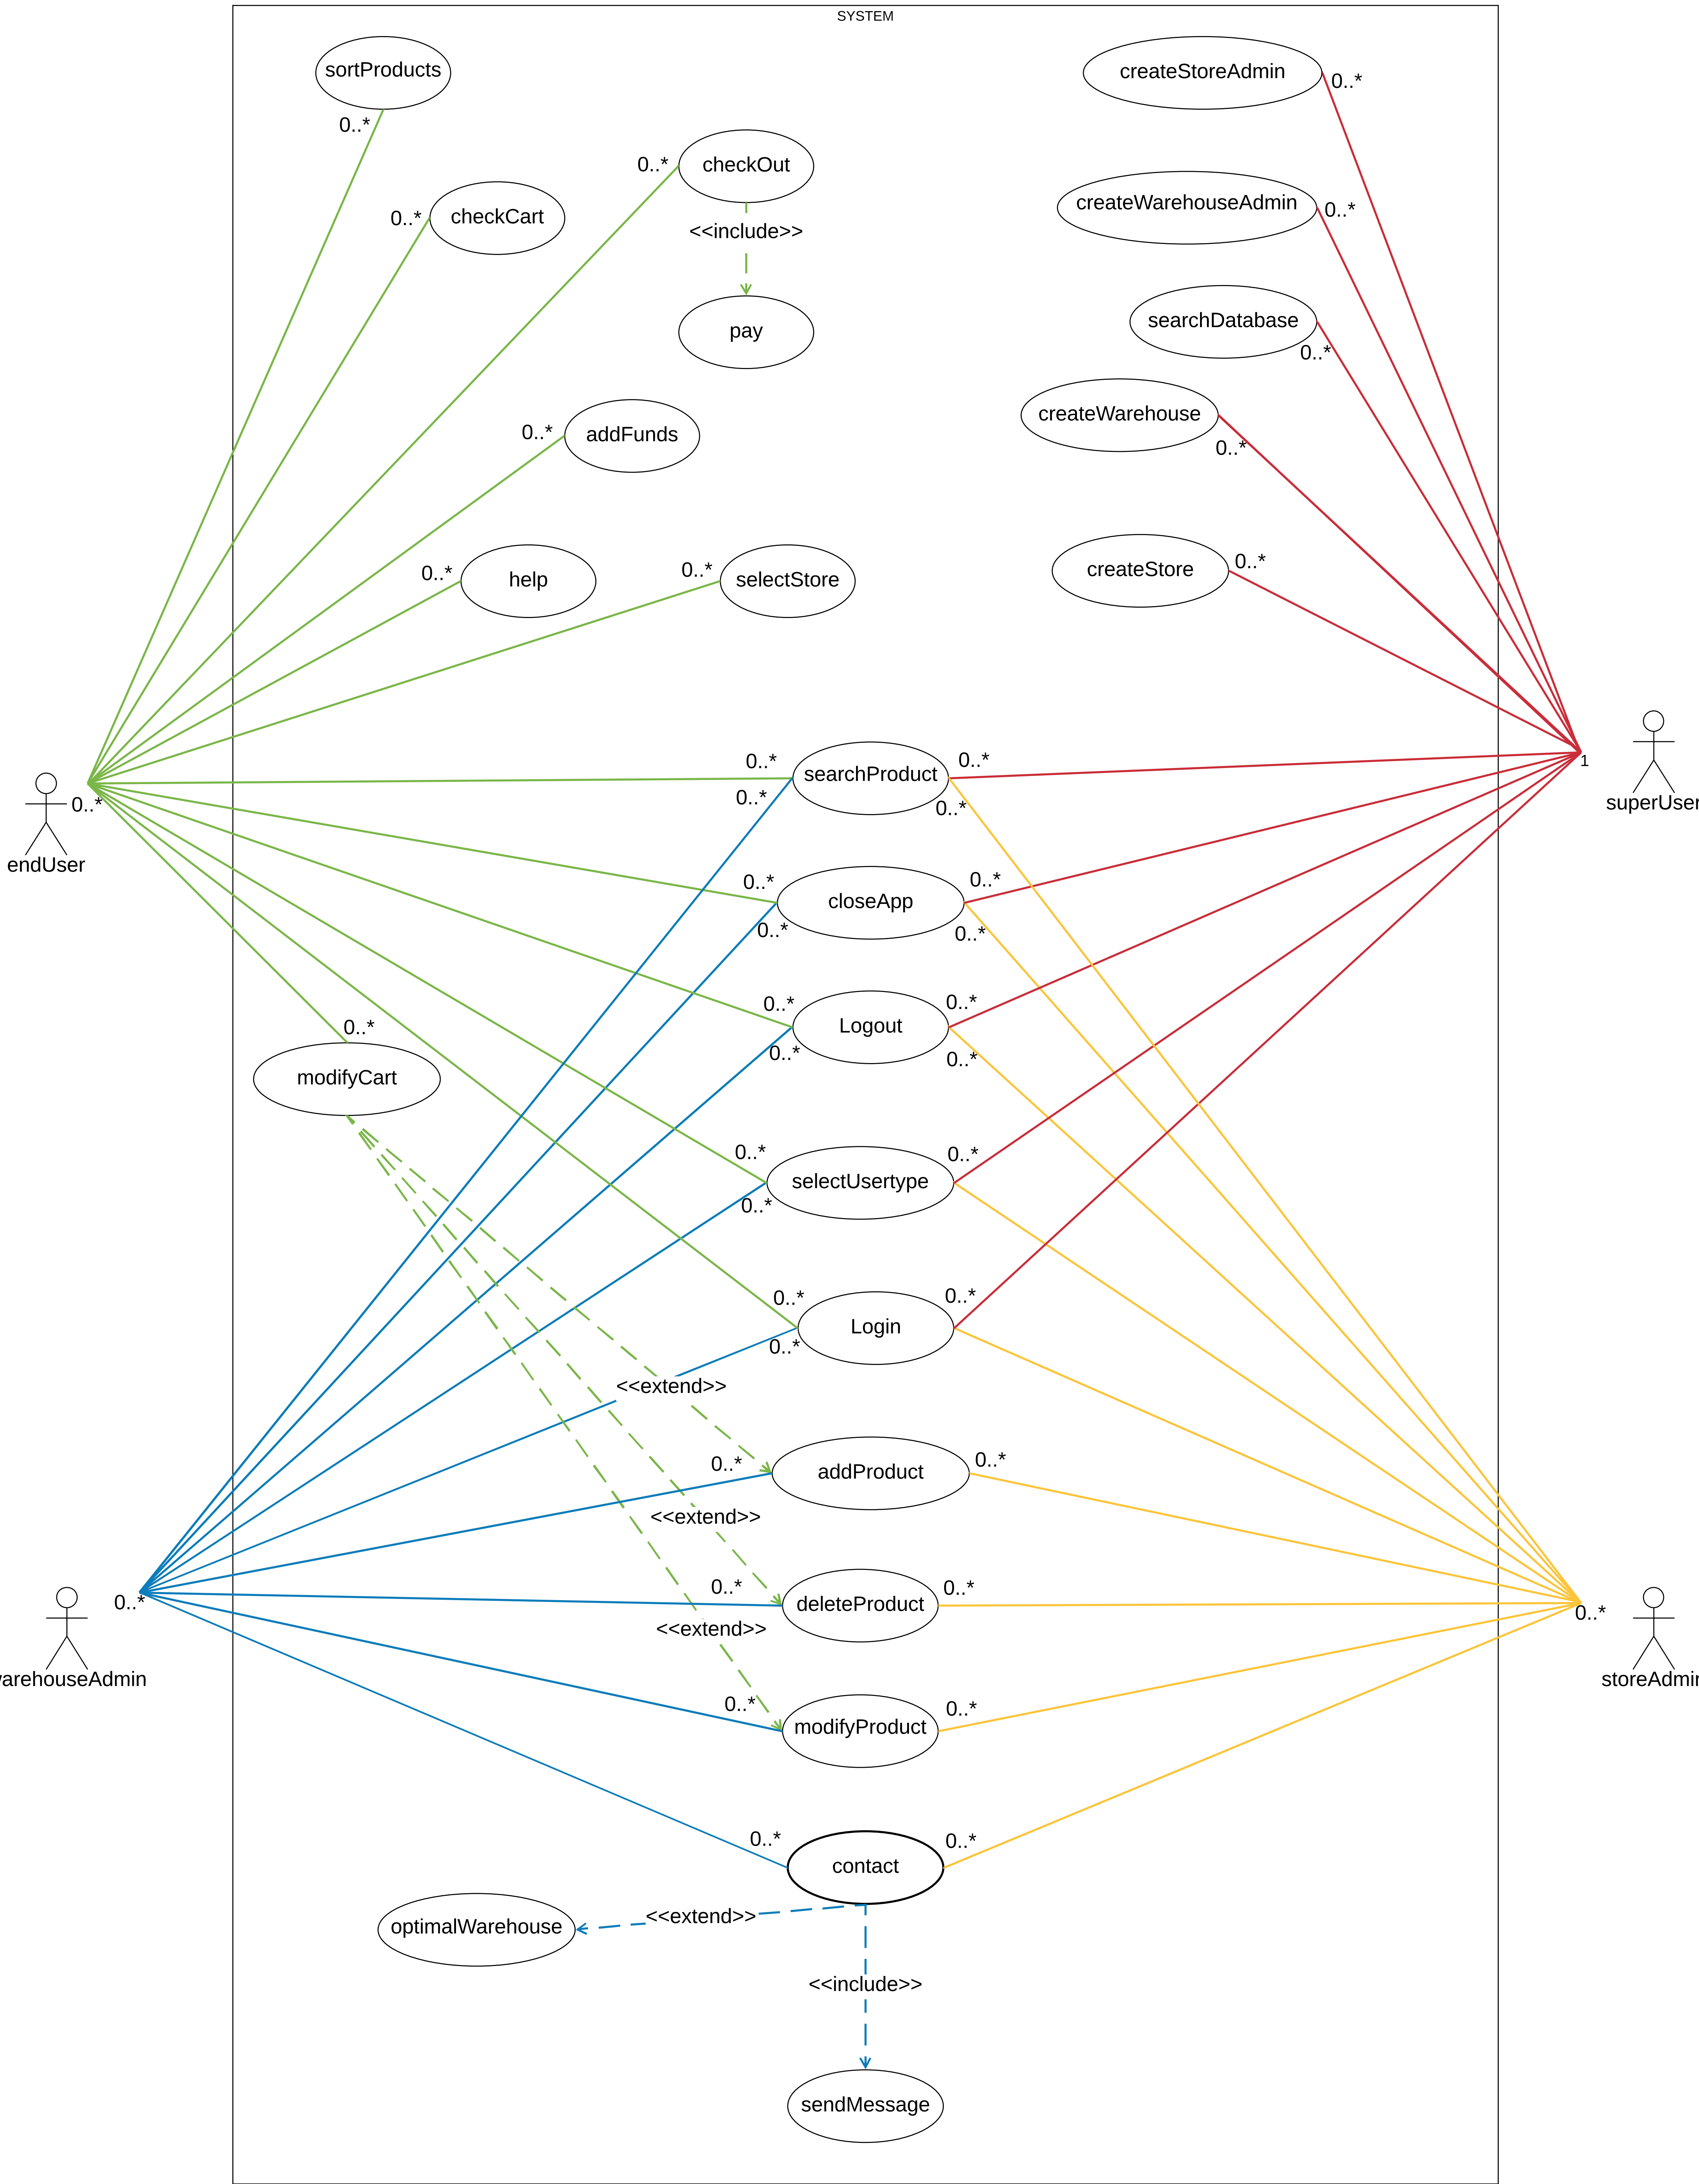 SYSTEM
sortProducts
createStoreAdmin
0..*
0..*
checkOut
0..*
createWarehouseAdmin
0..*
checkCart
0..*
<<include>>
searchDatabase
pay
0..*
createWarehouse
addFunds
0..*
0..*
createStore
0..*
help
0..*
selectStore
0..*
searchProduct
0..*
0..*
1
0..*
0..*
0..*
superUser
endUser
closeApp
0..*
0..*
0..*
0..*
Logout
0..*
0..*
0..*
0..*
0..*
modifyCart
selectUsertype
0..*
0..*
0..*
Login
0..*
0..*
0..*
<<extend>>
addProduct
0..*
0..*
<<extend>>
deleteProduct
0..*
0..*
0..*
0..*
<<extend>>
warehouseAdmin
storeAdmin
modifyProduct
0..*
0..*
contact
0..*
0..*
optimalWarehouse
<<extend>>
<<include>>
sendMessage